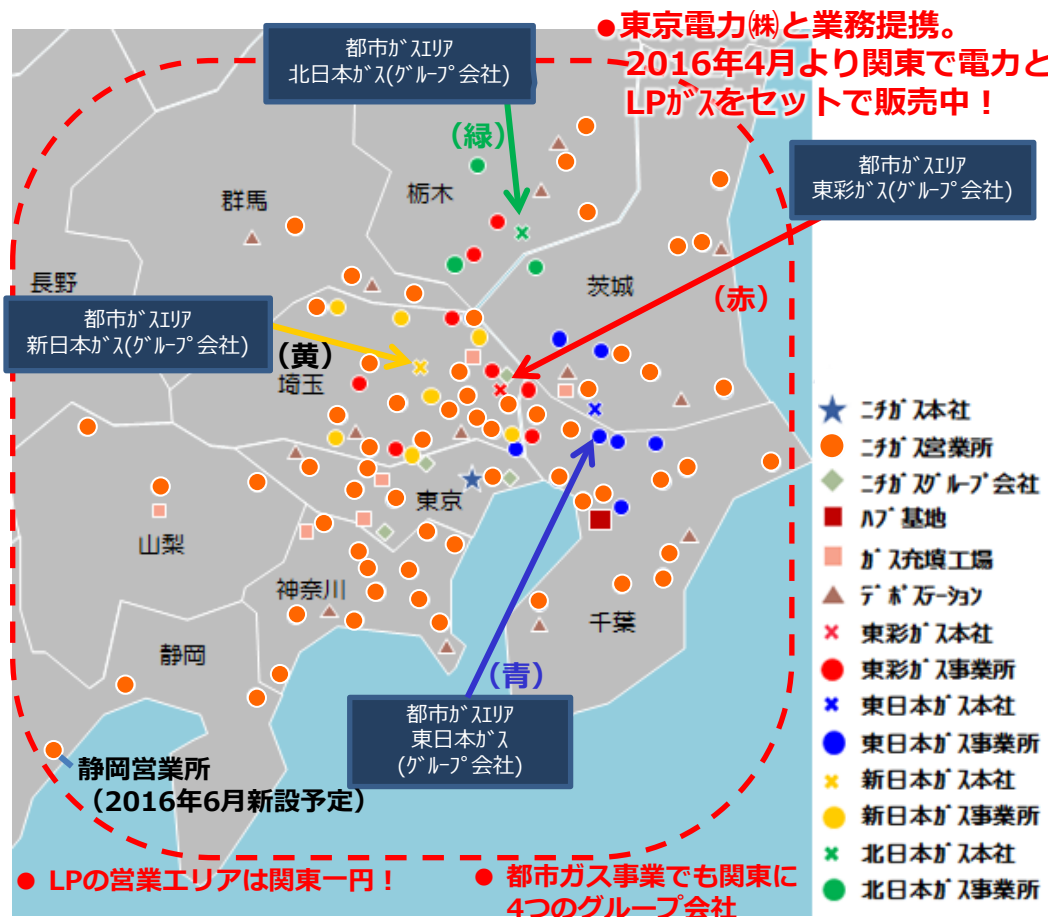 ●東京電力㈱と業務提携。
2016年4月より関東で電力と
LPガスをセットで販売中！
都市ガスエリア
北日本ガス(グループ会社)
（緑）
都市ガスエリア
東彩ガス(グループ会社)
（赤）
都市ガスエリア
新日本ガス(グループ会社)
（黄）
都市ガスエリア
東日本ガス
(グループ会社)
（青）
群馬
栃木
長野
茨城
埼玉
東京
山梨
神奈川
千葉
静岡
静岡営業所
（2016年6月新設予定）
● LPの営業エリアは関東一円！
● 都市ガス事業でも関東に
4つのグループ会社
ニチガス本社
ニチガス営業所
ニチガスグループ会社
ハブ基地
ガス充填工場
デポステーション
東彩ガス本社
東彩ガス事業所
東日本ガス本社
東日本ガス事業所
新日本ガス本社
新日本ガス事業所
北日本ガス本社
北日本ガス事業所